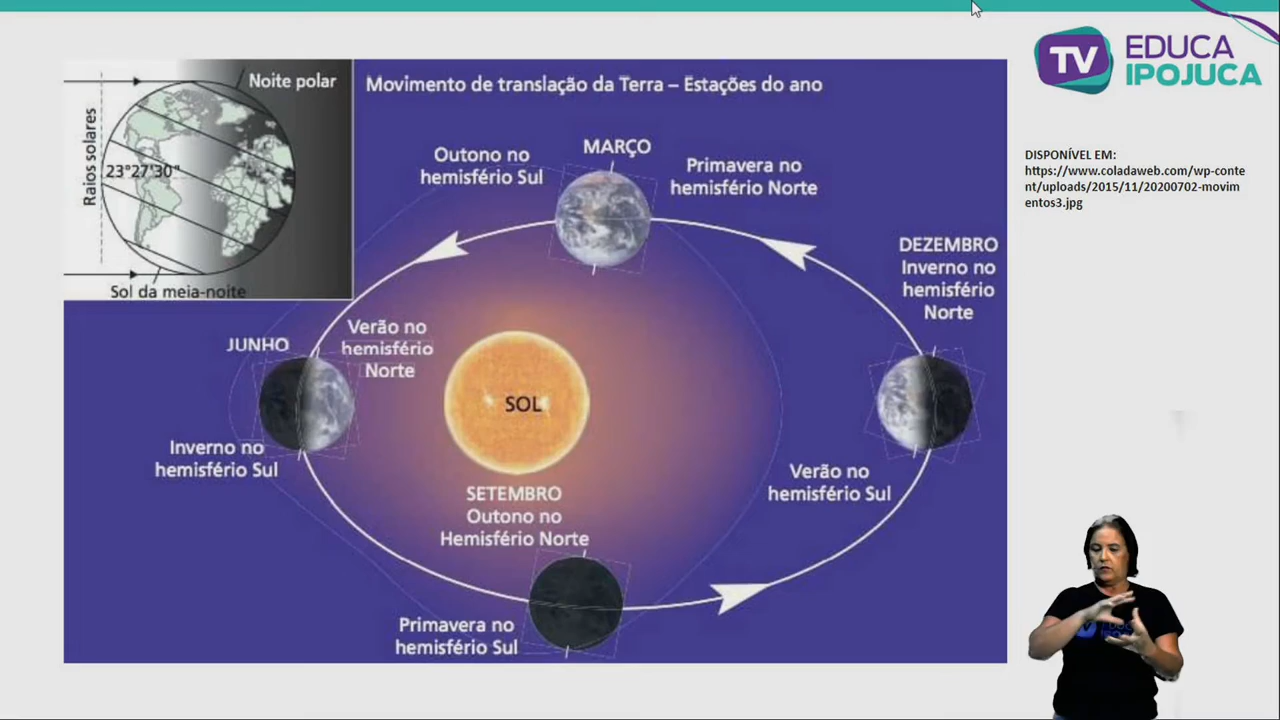 TV EDUCA
IPOJUCA
Noite polar
Raios solares
23°27'30"
Sol da meia-noite
Movimento de translação da Terra – Estações do ano
MARÇO
Outono no
hemisfério Sul
Primavera no
hemisfério Norte
DISPONÍVEL EM:
https://www.coladaweb.com/wp-conte
nt/uploads/2015/11/20200702-movim
entos3.jpg
DEZEMBRO
Inverno no
hemisfério
Norte
JUNHO
Verão no
hemisfério
Norte
SOL
Inverno no
hemisfério Sul
Verão no
hemisfério Sul
SETEMBRO
Outono no
Hemisfério Norte
Primavera no
hemisfério Sul